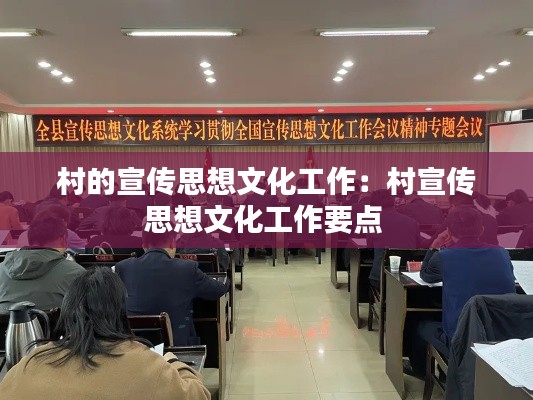 全县宣传思想文化系统学习贯彻全国宣传思想文化工作会议精神专题会议
村的宣传思想文化工作：村宣传
思想文化工作要点